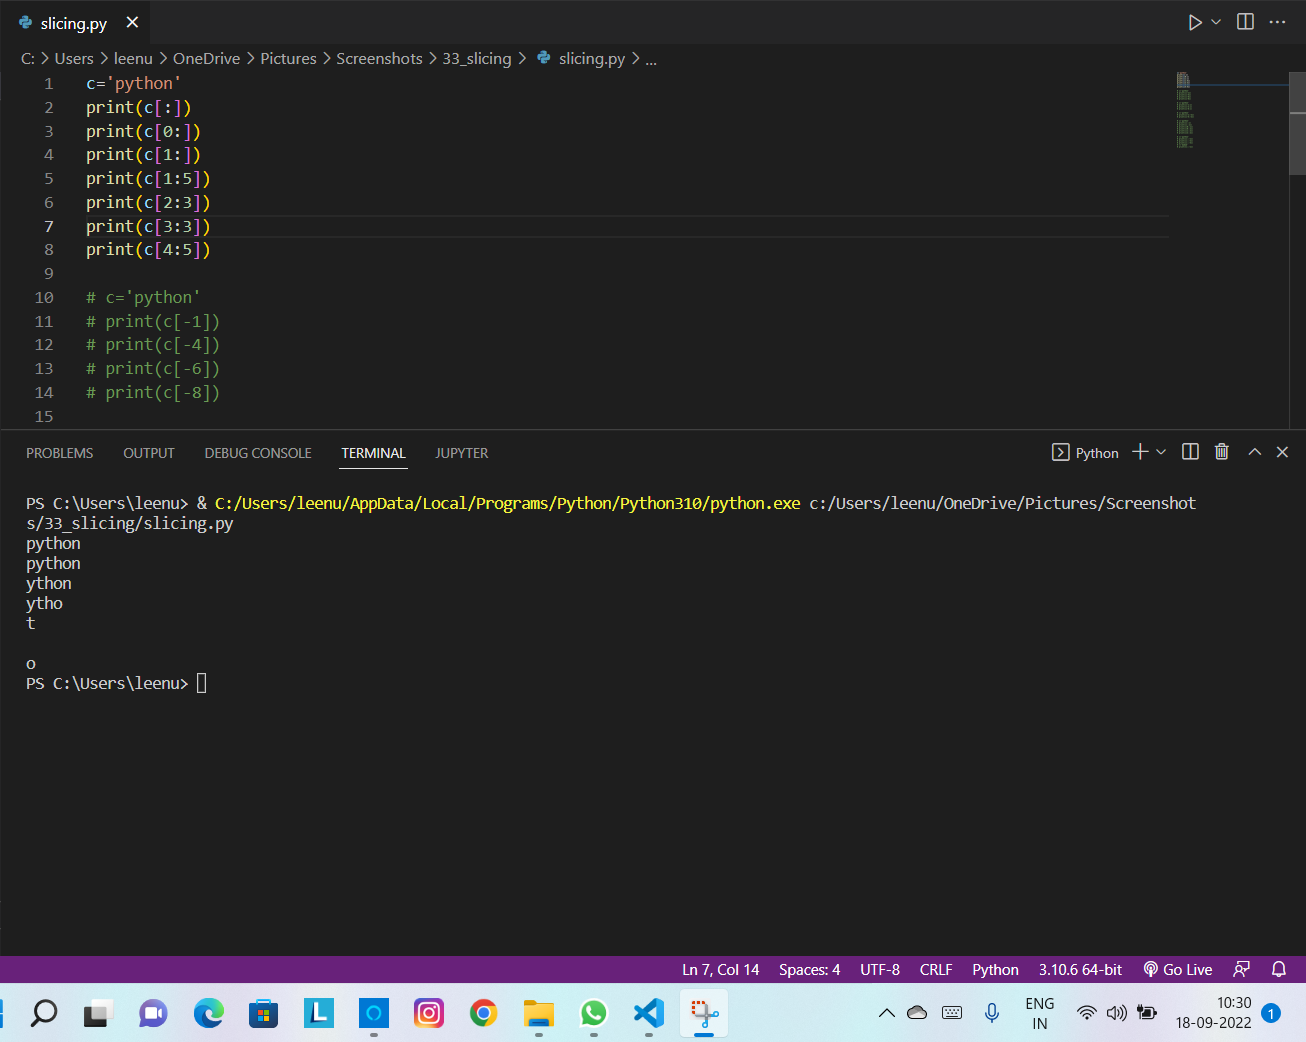 slicing.py
C: > Users > leenu > OneDrive > Pictures > Screenshots > 33_slicing > slicing.py > ...
1 c='python'
2 print(c[:])
3 print(c[0:])
4 print(c[1:])
5 print(c[1:5])
6 print(c[2:3])
7 print(c[3:3])
8 print(c[4:5])
9
10 # c='python'
11 # print(c[-1])
12 # print(c[-4])
13 # print(c[-6])
14 # print(c[-8])
15
PROBLEMS OUTPUT DEBUG CONSOLE TERMINAL JUPYTER Python
PS C:\Users\leenu> & C:/Users/leenu/AppData/Local/Programs/Python/Python310/python.exe c:/Users/leenu/OneDrive/Pictures/Screenshot
s/33_slicing/slicing.py
python
python
ython
ytho
t

o
PS C:\Users\leenu>
Ln 7, Col 14 Spaces: 4 UTF-8 CRLF Python 3.10.6 64-bit Go Live
L
ENG
IN
10:30
18-09-2022
1